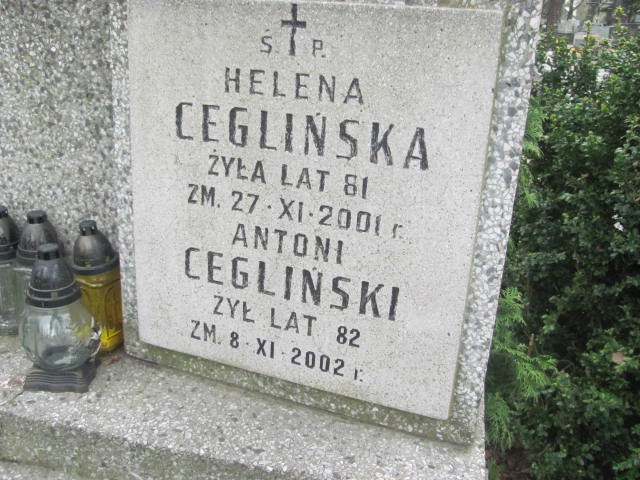 Ś. P.
HELENA
CEGLIŃSKA
ŻYŁA LAT 81
ZM. 27·XI·2001 r.
ANTONI
CEGLIŃSKI
ŻYŁ LAT 82
ZM. 8·XI·2002 r.